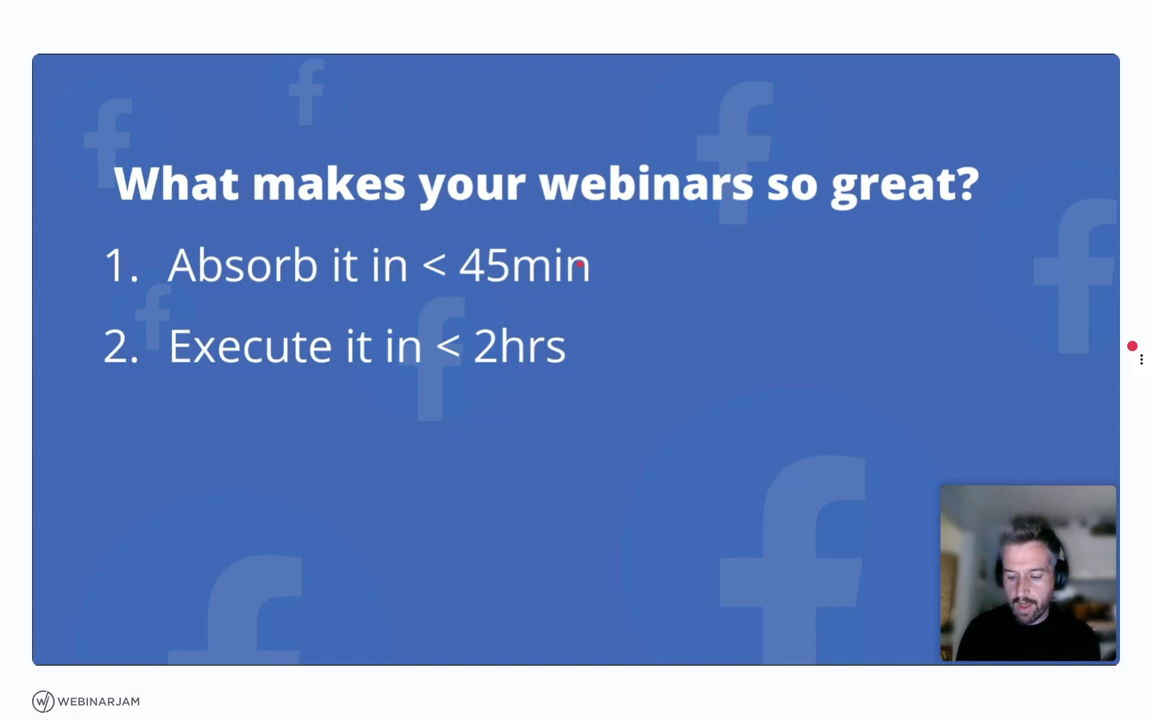 What makes your webinars so great?
1. Absorb it in < 45min
2. Execute it in < 2hrs
WEBINARJAM